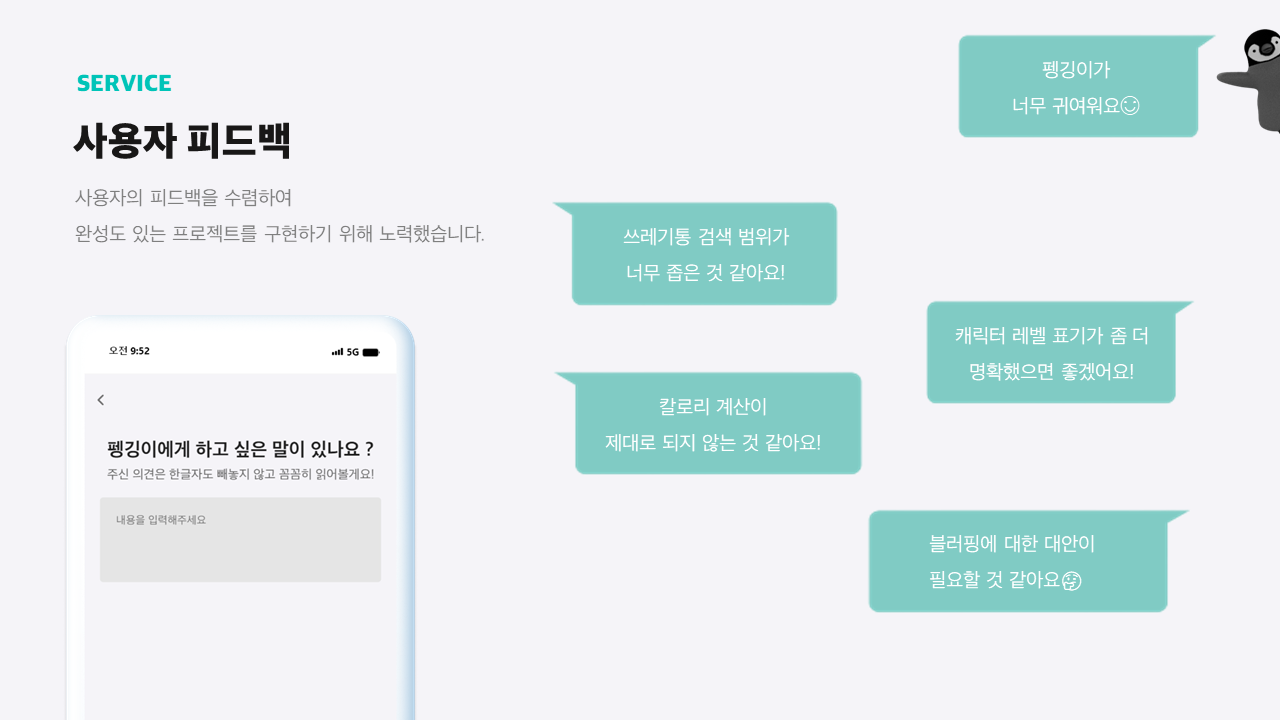 SERVICE
사용자 피드백
사용자의 피드백을 수렴하여
완성도 있는 프로젝트를 구현하기 위해 노력했습니다.
펭깅이가
너무 귀여워요☺
쓰레기통 검색 범위가
너무 좁은 것 같아요!
캐릭터 레벨 표기가 좀 더
명확했으면 좋겠어요!
칼로리 계산이
제대로 되지 않는 것 같아요!
블러핑에 대한 대안이
필요할 것 같아요🤔
오전 9:52
5G
펭깅이에게 하고 싶은 말이 있나요 ?
주신 의견은 한글자도 빼놓지 않고 꼼꼼히 읽어볼게요!
내용을 입력해주세요